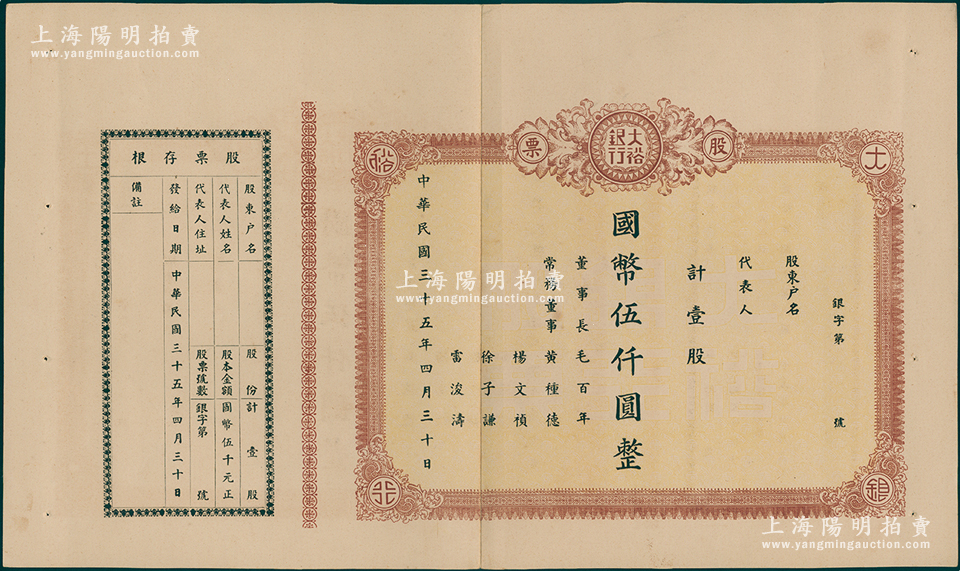 上海陽明拍賣
www.yangmingauction.com
股
大裕
銀行
票
大
裕
銀
行
銀字第 號
股東户名
代表人
計壹股
國幣伍仟圓整
董事長毛百年
常務董事黄種德
楊文禎
徐子謙
雷浚濤
中華民國三十五年四月三十日
股票存根
股東户名
股份計壹股
代表人姓名
股本金額國幣伍千元正
代表人住址
股票號數銀字第 號
發給日期 中華民國三十五年四月三十日
備註
上海陽明拍賣
www.yangmingauction.com
上海陽明拍賣
www.yangmingauction.com